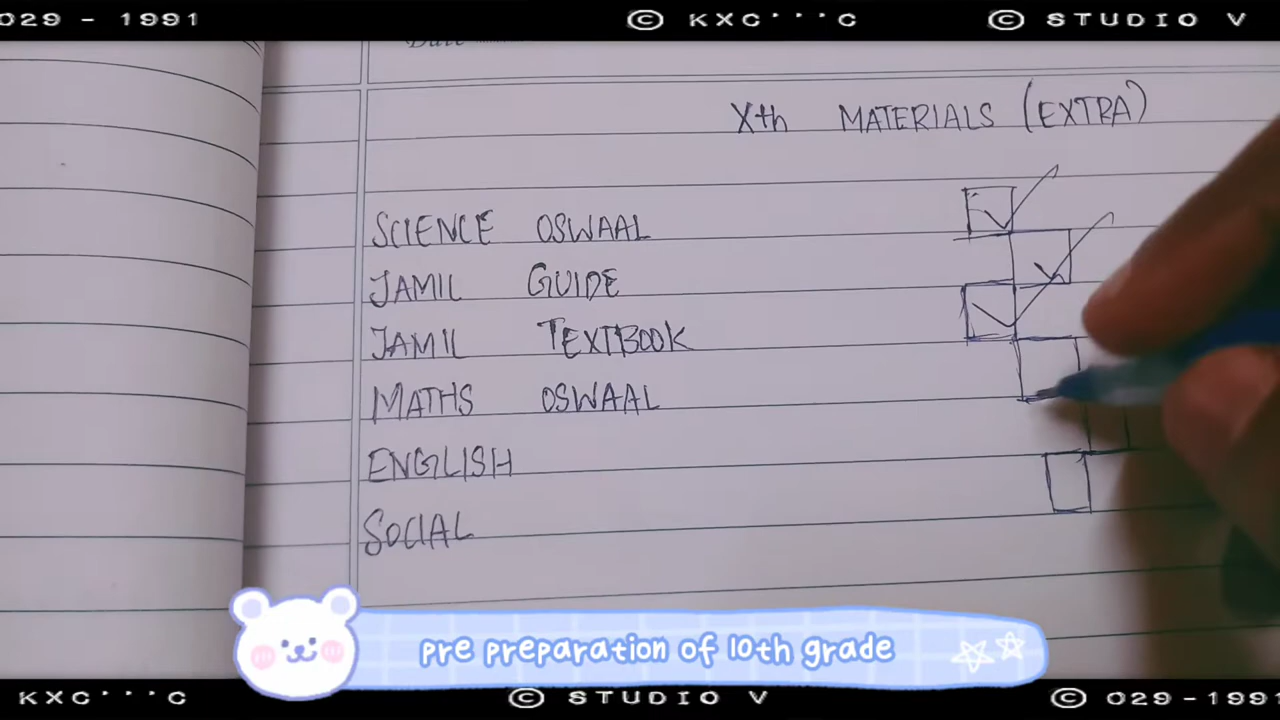 029 - 1991 © KXC***C © STUDIO V
Date
Xth MATERIALS (EXTRA)
SCIENCE OSWAAL
JAMIL GUIDE
JAMIL TEXTBOOK
MATHS OSWAAL
ENGLISH
SOCIAL
pre preparation of 10th grade
KXC***C © STUDIO V © 029-1991